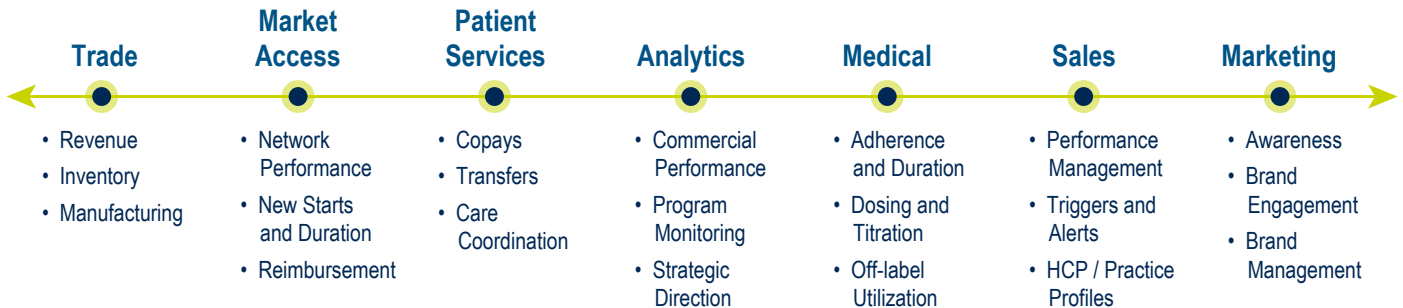 Trade
• Revenue
• Inventory
• Manufacturing
Market
Access
• Network
Performance
• New Starts
and Duration
• Reimbursement
Patient
Services
• Copays
• Transfers
• Care
Coordination
Analytics
• Commercial
Performance
• Program
Monitoring
• Strategic
Direction
Medical
• Adherence
and Duration
• Dosing and
Titration
• Off-label
Utilization
Sales
• Performance
Management
• Triggers and
Alerts
• HCP / Practice
Profiles
Marketing
• Awareness
• Brand
Engagement
• Brand
Management